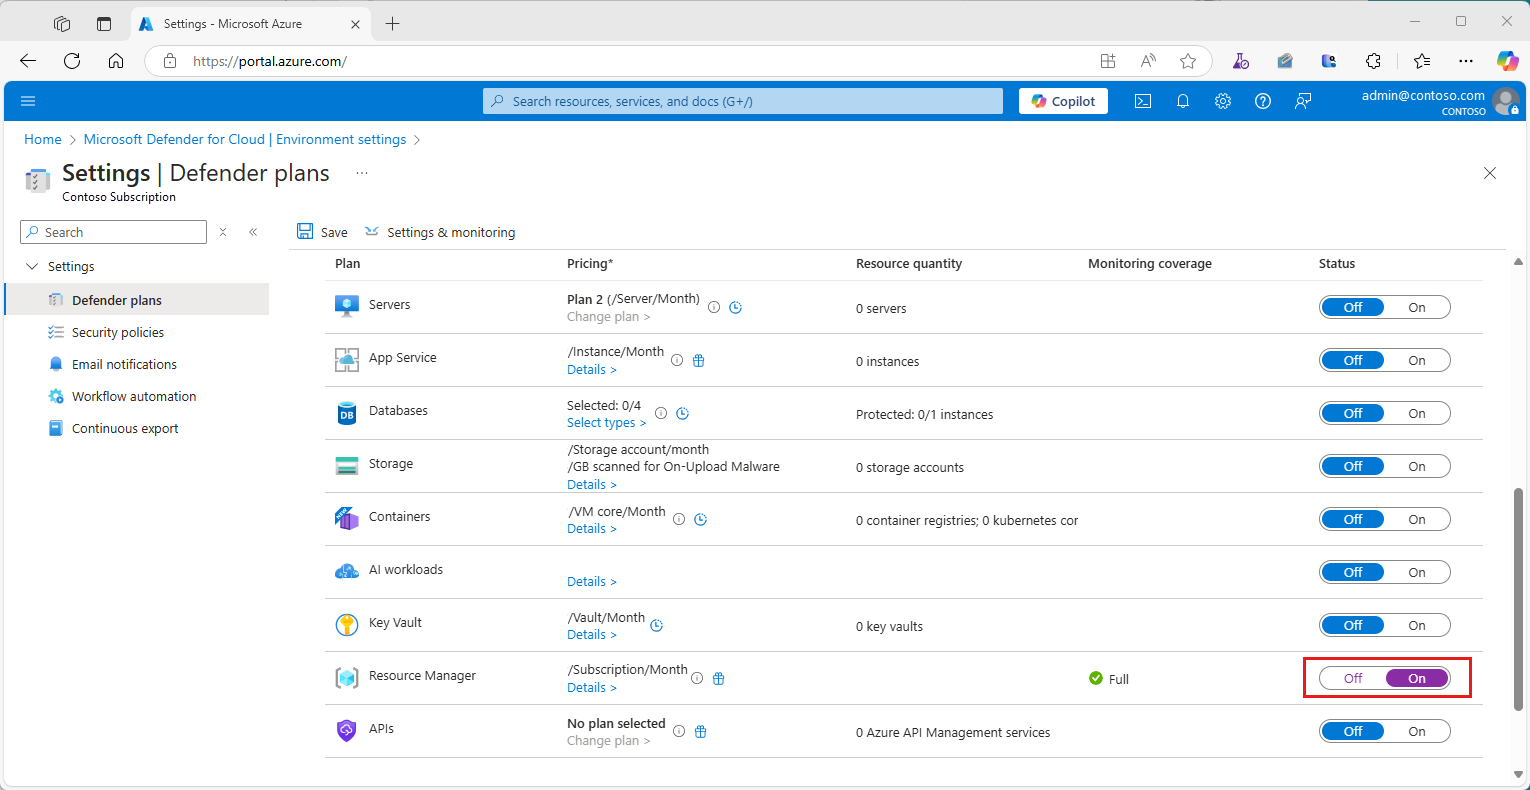 Settings - Microsoft Azure
https://portal.azure.com/
Search resources, services, and docs (G+/)
Copilot
admin@contoso.com
CONTOSO
Home > Microsoft Defender for Cloud | Environment settings >
Settings | Defender plans ...
Contoso Subscription
Search
Save
Settings & monitoring
Settings
Defender plans
Security policies
Email notifications
Workflow automation
Continuous export
Plan Pricing* Resource quantity Monitoring coverage Status
Servers
Plan 2 (/Server/Month)
Change plan >
0 servers
Off On
App Service
/Instance/Month
Details >
0 instances
Off On
DB
Databases
Selected: 0/4
Select types >
Protected: 0/1 instances
Off On
Storage
/Storage account/month
/GB scanned for On-Upload Malware
Details >
0 storage accounts
Off On
NEW
Containers
/VM core/Month
Details >
0 container registries; 0 kubernetes cor
Off On
AI workloads
Details >
Off On
Key Vault
/Vault/Month
Details >
0 key vaults
Off On
Resource Manager
/Subscription/Month
Details >
Full
Off On
APIs
No plan selected
Change plan >
0 Azure API Management services
Off On